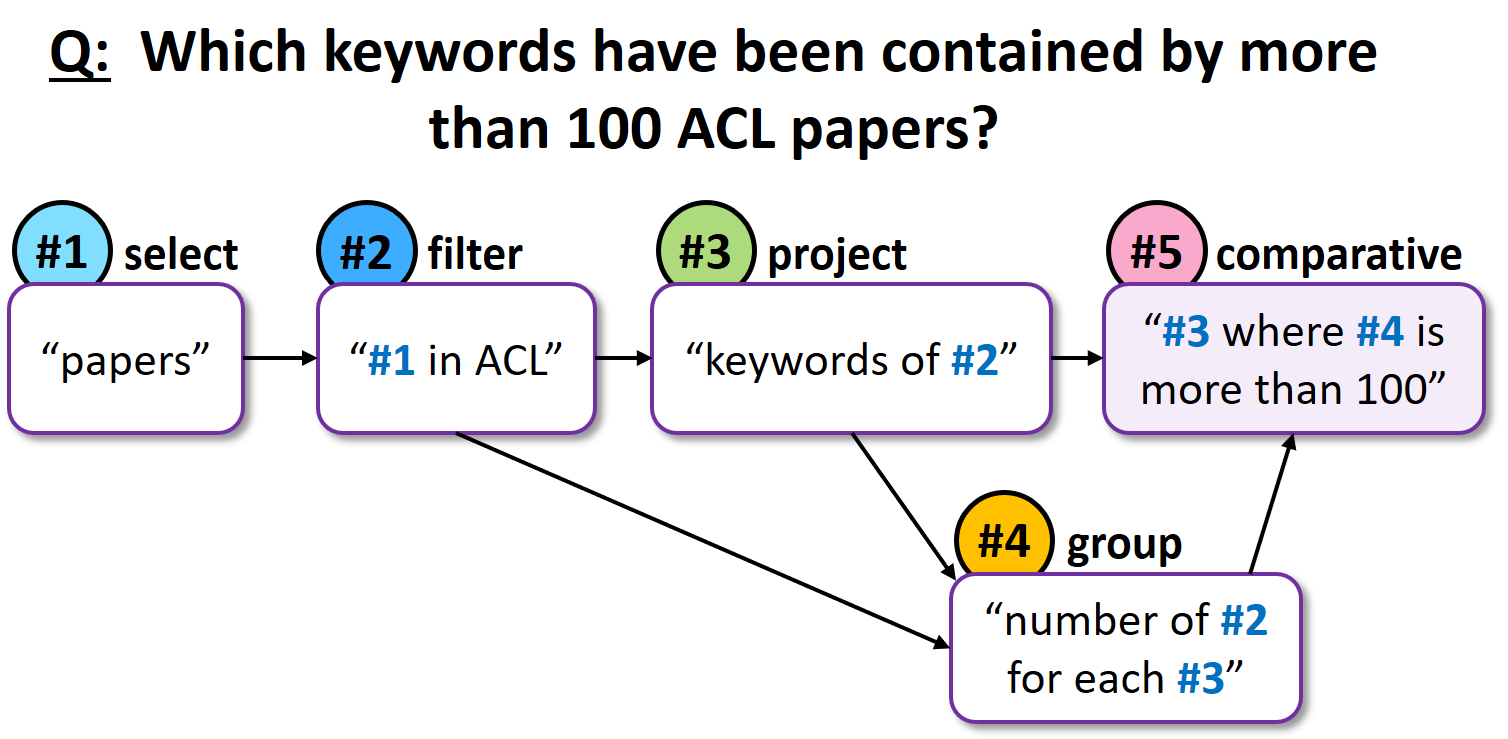 Q: Which keywords have been contained by more
than 100 ACL papers?
#1 select
“papers”
#2 filter
“#1 in ACL”
#3 project
“keywords of #2”
#5 comparative
“#3 where #4 is
more than 100”
#4 group
“number of #2
for each #3”